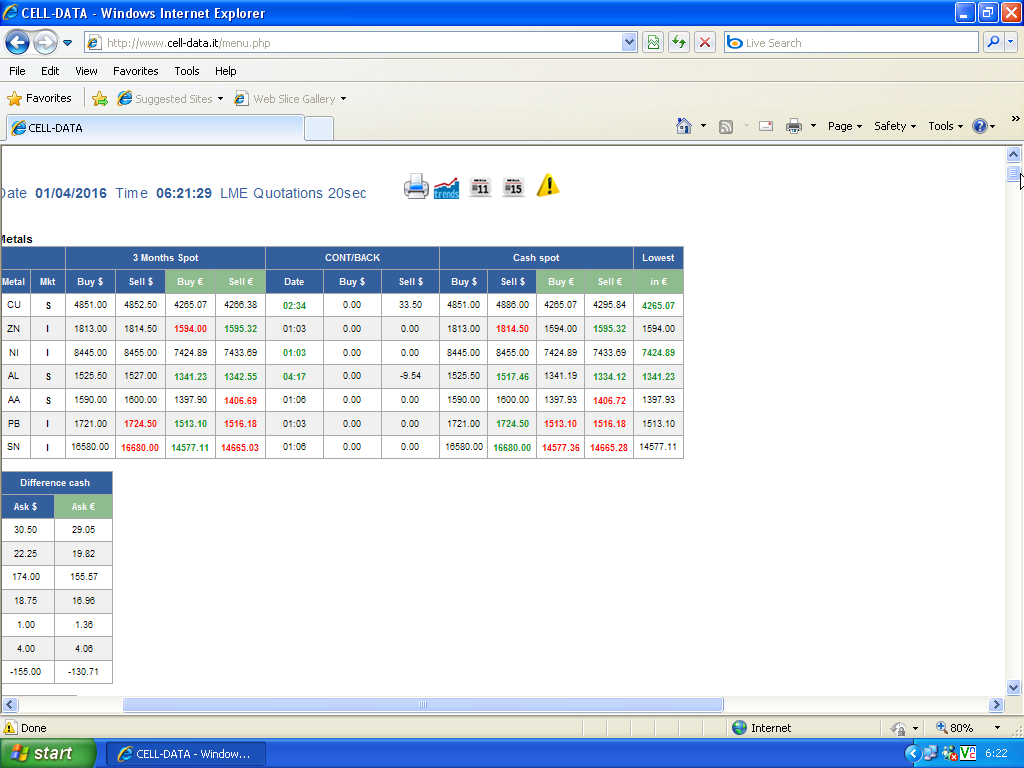 CELL-DATA - Windows Internet Explorer
http://www.cell-data.it/menu.php
Live Search
File Edit View Favorites Tools Help
Favorites Suggested Sites Web Slice Gallery
CELL-DATA
Page Safety Tools »
Date 01/04/2016 Time 06:21:29 LME Quotations 20sec
trends 11 15
Metals
3 Months Spot CONT/BACK Cash spot Lowest
Metal Mkt Buy $ Sell $ Buy € Sell € Date Buy $ Sell $ Buy $ Sell $ Buy € Sell € in €
CU S 4851.00 4852.50 4265.07 4266.38 02:34 0.00 33.50 4851.00 4886.00 4265.07 4295.84 4265.07
ZN I 1813.00 1814.50 1594.00 1595.32 01:03 0.00 0.00 1813.00 1814.50 1594.00 1595.32 1594.00
NI I 8445.00 8455.00 7424.89 7433.69 01:03 0.00 0.00 8445.00 8455.00 7424.89 7433.69 7424.89
AL S 1525.50 1527.00 1341.23 1342.55 04:17 0.00 -9.54 1525.50 1517.46 1341.19 1334.12 1341.23
AA S 1590.00 1600.00 1397.90 1406.69 01:06 0.00 0.00 1590.00 1600.00 1397.93 1406.72 1397.93
PB I 1721.00 1724.50 1513.10 1516.18 01:03 0.00 0.00 1721.00 1724.50 1513.10 1516.18 1513.10
SN I 16580.00 16680.00 14577.11 14665.03 01:06 0.00 0.00 16580.00 16680.00 14577.36 14665.28 14577.11
Difference cash
Ask $ Ask €
30.50 29.05
22.25 19.82
174.00 155.57
18.75 16.96
1.00 1.36
4.00 4.06
-155.00 -130.71
Done Internet 80%
start CELL-DATA - Window... 6:22